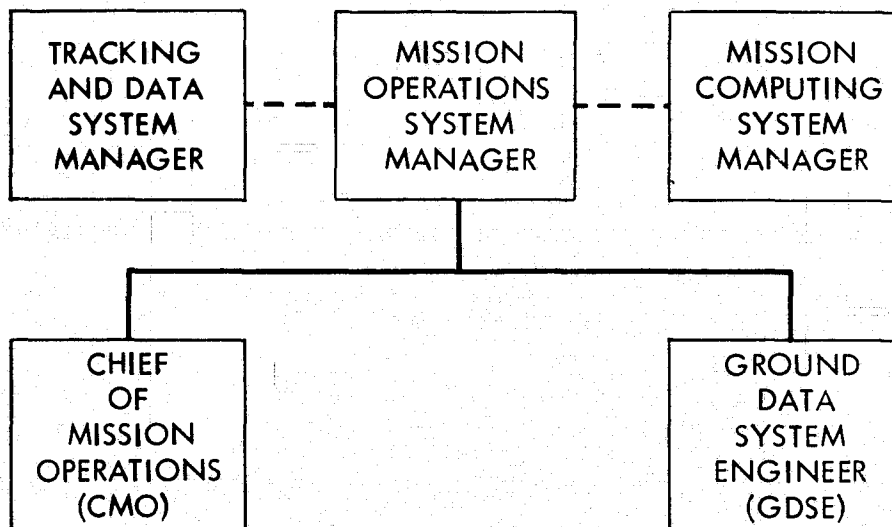 TRACKING
AND DATA
SYSTEM
MANAGER
MISSION
OPERATIONS
SYSTEM
MANAGER
MISSION
COMPUTING
SYSTEM
MANAGER
CHIEF
OF
MISSION
OPERATIONS
(CMO)
GROUND
DATA
SYSTEM
ENGINEER
(GDSE)